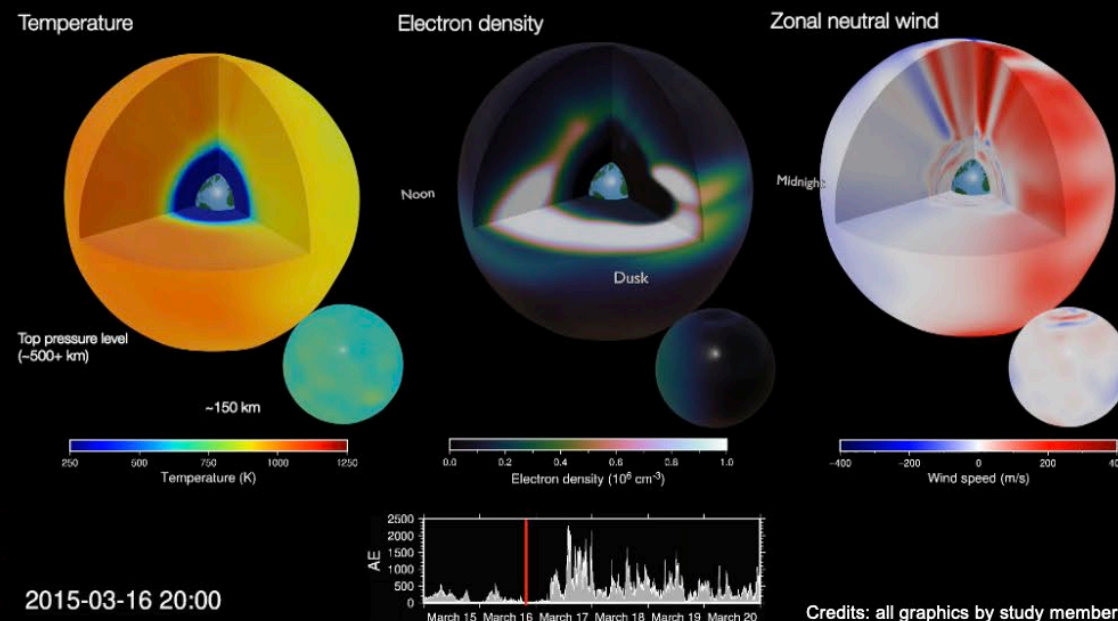 Temperature
Electron density
Zonal neutral wind
Noon
Midnight
Dusk
Top pressure level
(~500+ km)
~150 km
250 500 750 1000 1250
Temperature (K)
0.0 0.2 0.4 0.6 0.8 1.0
Electron density (10⁶ cm⁻³)
−400 −200 0 200
Wind speed (m/s)
2500
2000
1500
1000
500
0
AE
March 15 March 16 March 17 March 18 March 19 March 20
2015-03-16 20:00
Credits: all graphics by study member